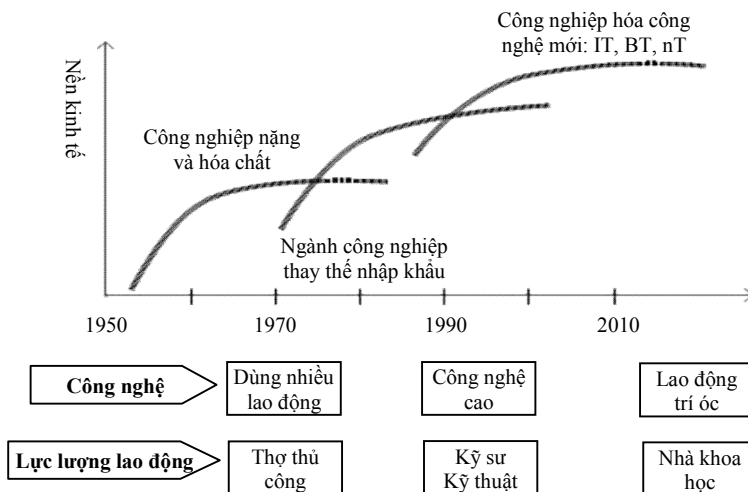 Công nghiệp hóa công
nghệ mới: IT, BT, nT
Nền kinh tế
Công nghiệp nặng
và hóa chất
Ngành công nghiệp
thay thế nhập khẩu
1950
1970
1990
2010
Công nghệ
Dùng nhiều
lao động
Công nghệ
cao
Lao động
trí óc
Lực lượng lao động
Thợ thủ
công
Kỹ sư
Kỹ thuật
Nhà khoa
học